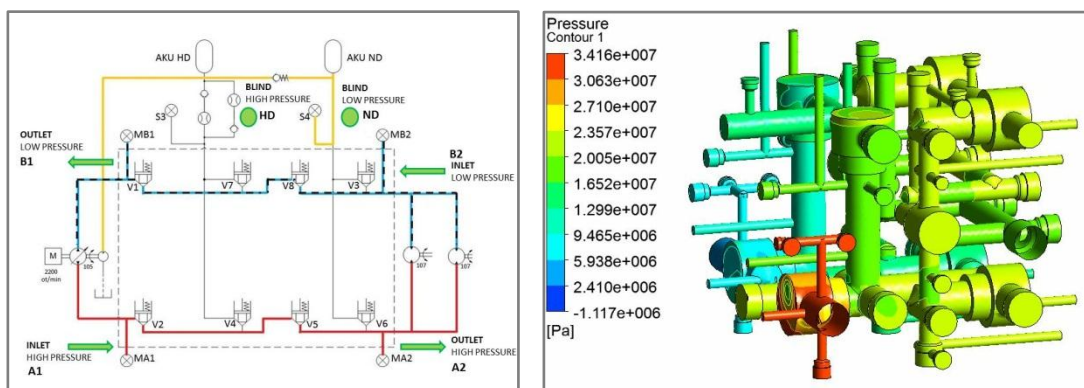 AKU HD
AKU ND
BLIND
HIGH PRESSURE
HD
BLIND
LOW PRESSURE
ND
S3
S4
OUTLET
LOW PRESSURE
B1
MB1
MB2
B2
INLET
LOW PRESSURE
V1
V7
V8
V3
M
2200
ot/min
105
107
107
V2
V4
V5
V6
INLET
HIGH PRESSURE
A1
MA1
MA2
OUTLET
HIGH PRESSURE
A2
Pressure
Contour 1
3.416e+007
3.063e+007
2.710e+007
2.357e+007
2.005e+007
1.652e+007
1.299e+007
9.465e+006
5.938e+006
2.410e+006
-1.117e+006
[Pa]